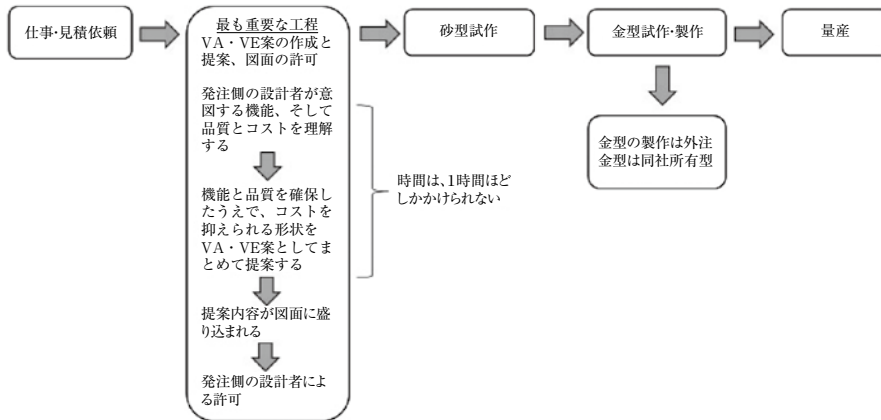 仕事・見積依頼
最も重要な工程
VA・VE案の作成と
提案、図面の許可
発注側の設計者が意
図する機能、そして
品質とコストを理解
する
機能と品質を確保し
たうえで、コストを
抑えられる形状を
VA・VE案としてま
とめて提案する
提案内容が図面に盛
り込まれる
発注側の設計者によ
る許可
時間は、1時間ほど
しかかけられない
砂型試作
金型試作・製作
金型の製作は外注
金型は同社所有型
量産